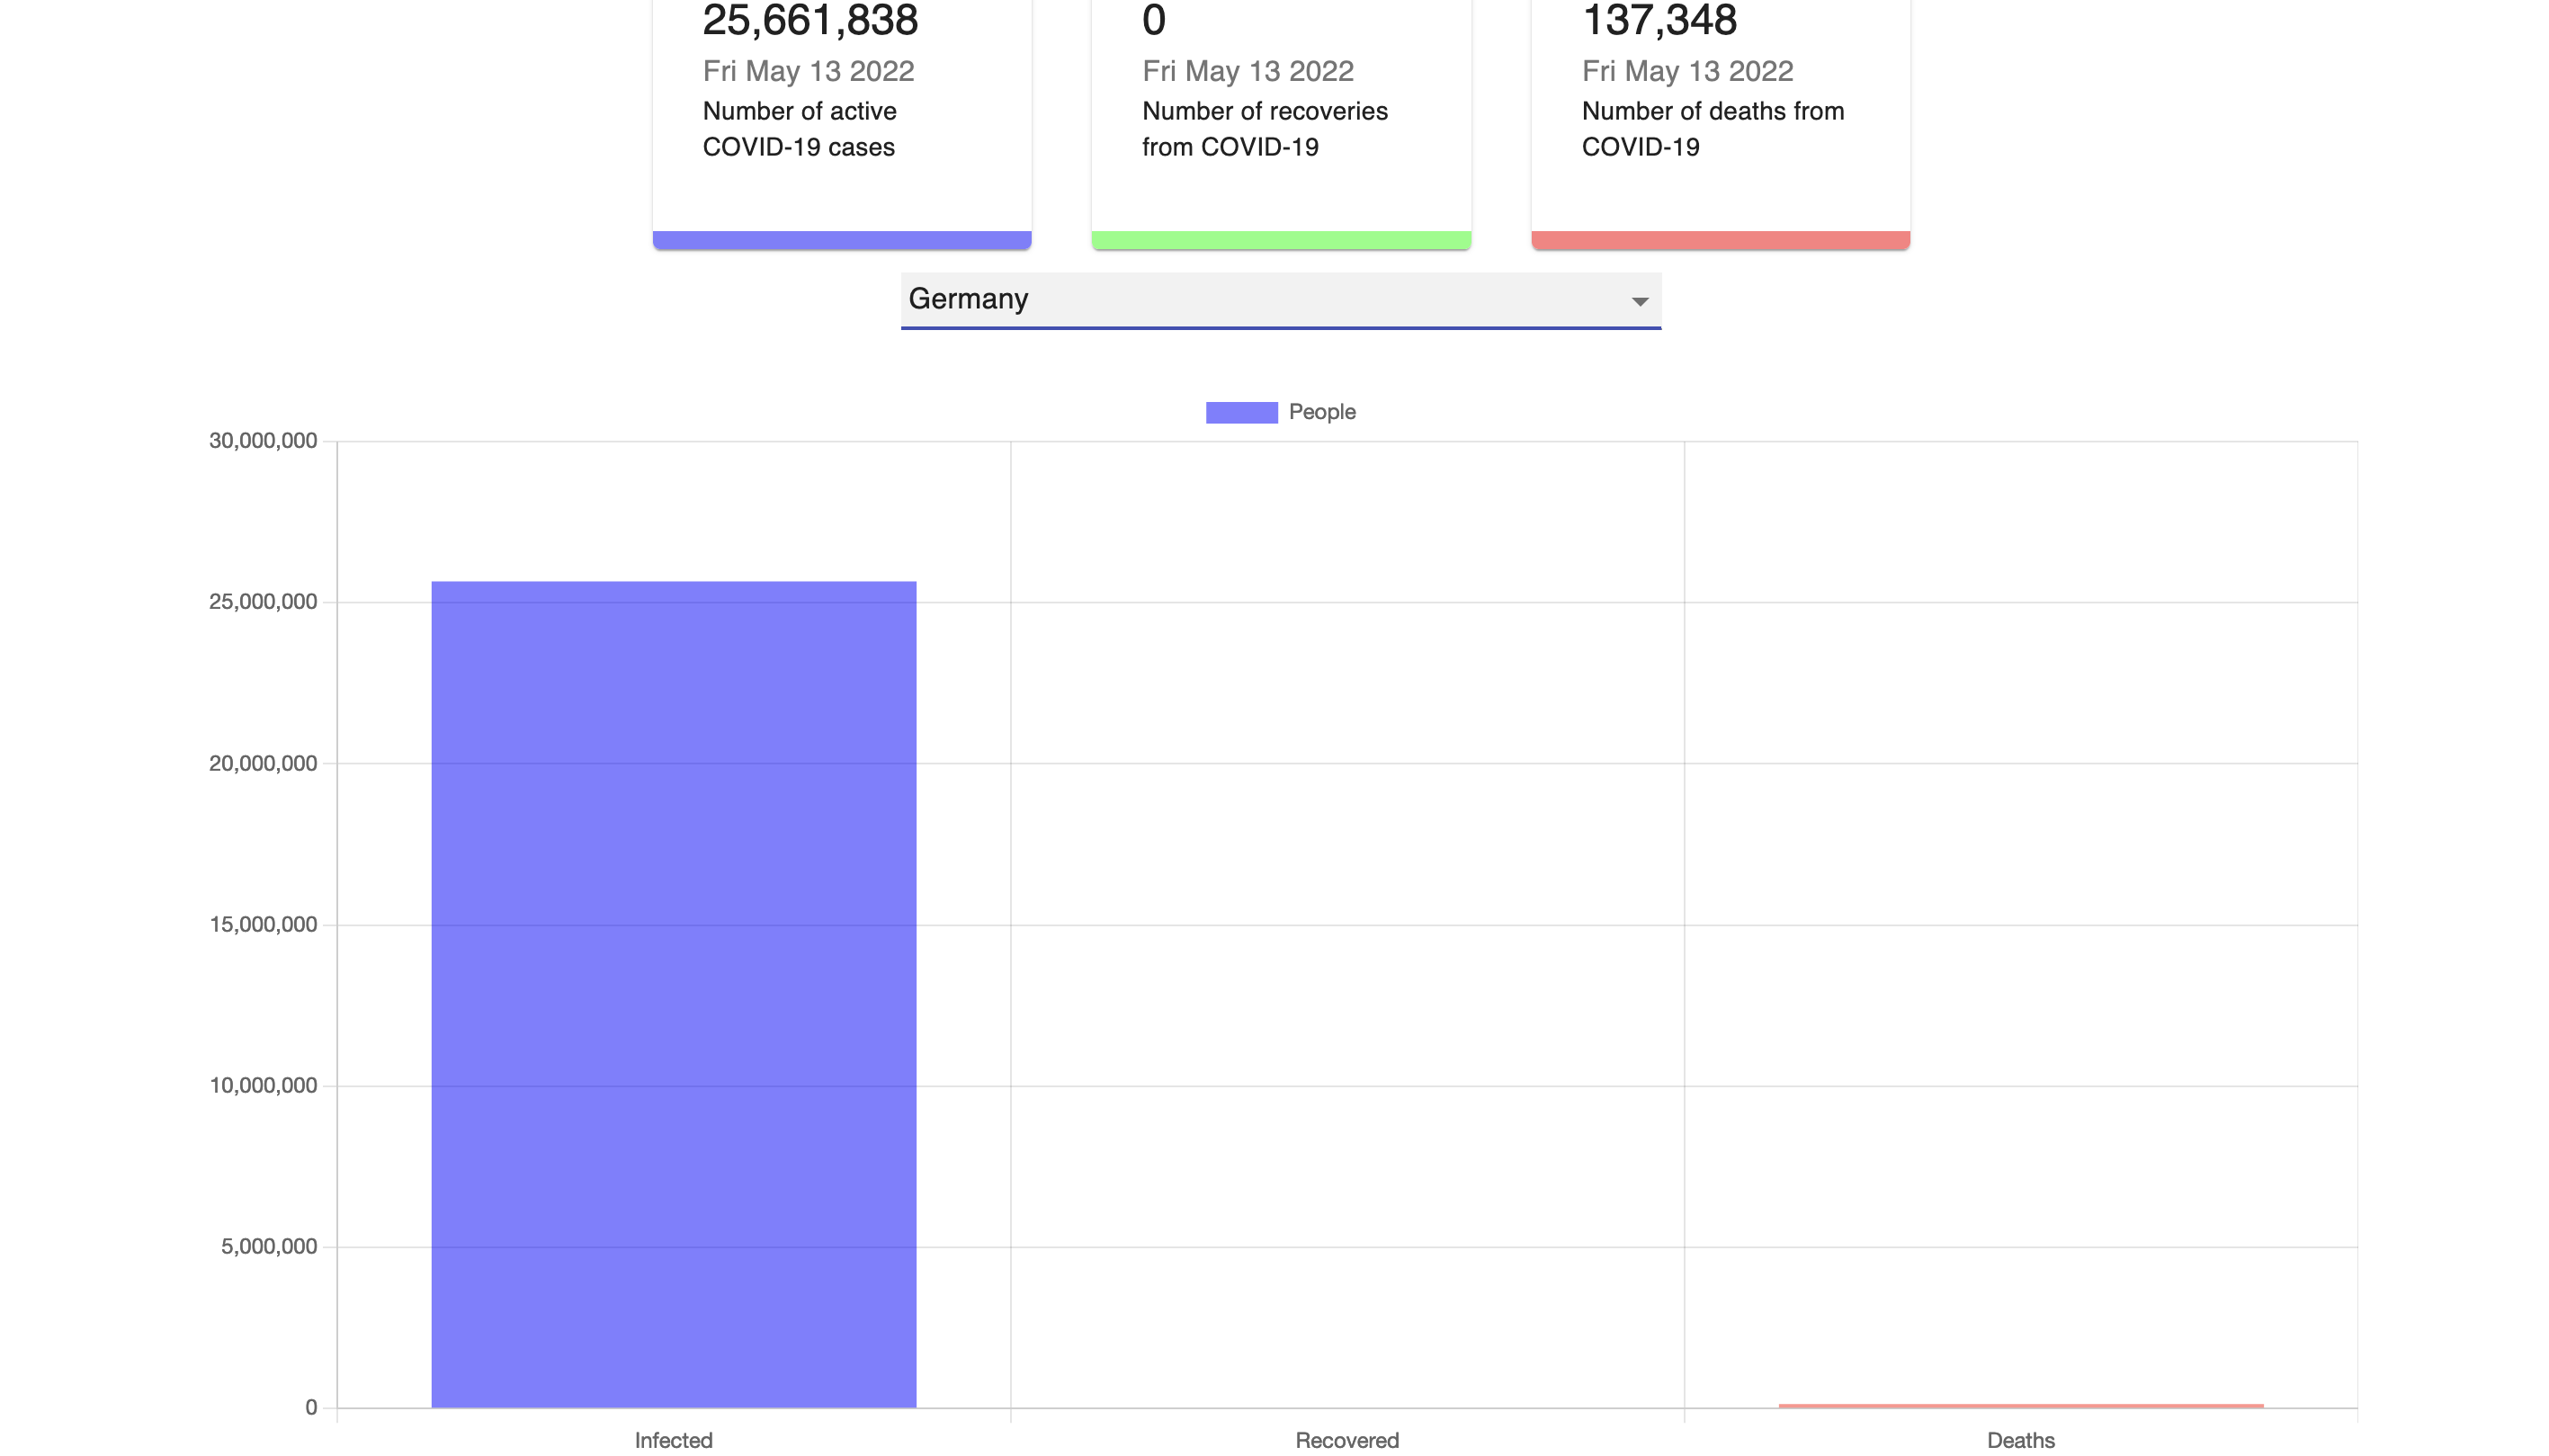 25,661,838
Fri May 13 2022
Number of active
COVID-19 cases
0
Fri May 13 2022
Number of recoveries
from COVID-19
137,348
Fri May 13 2022
Number of deaths from
COVID-19
Germany
People
30,000,000
25,000,000
20,000,000
15,000,000
10,000,000
5,000,000
0
Infected
Recovered
Deaths